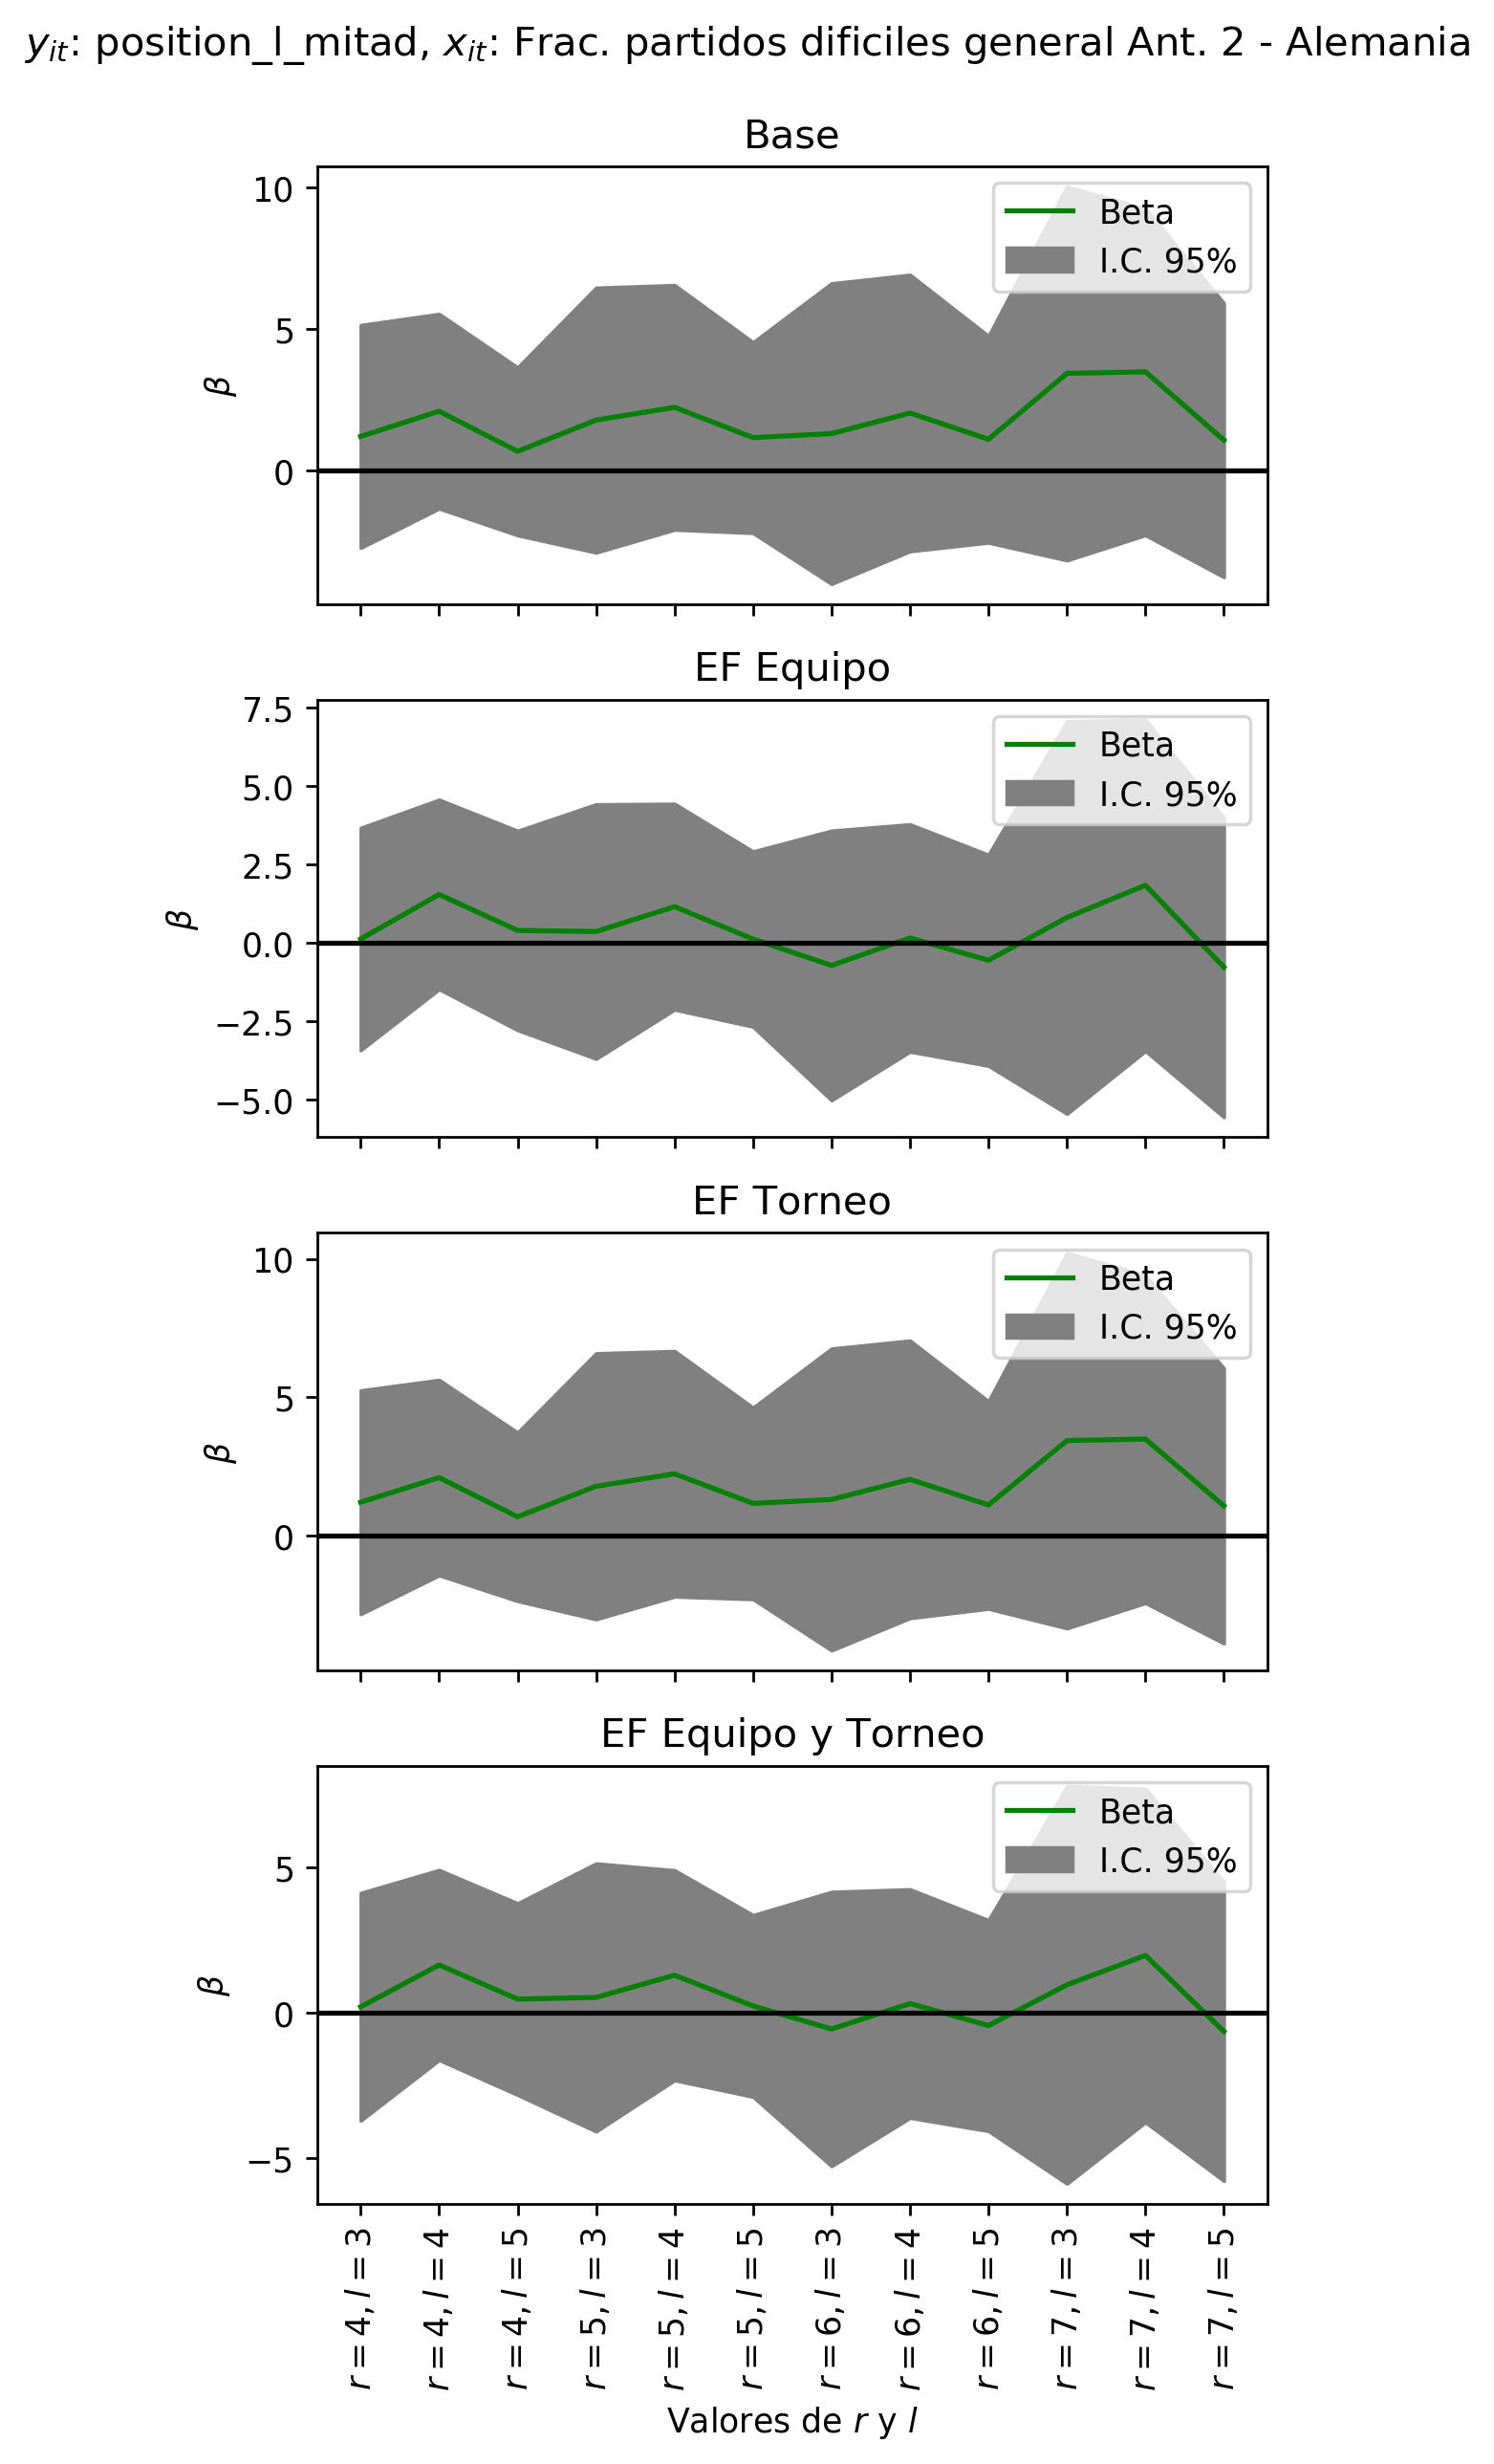 y_it: position_l_mitad, x_it: Frac. partidos dificiles general Ant. 2 - Alemania
Base
10
5
0
β
Beta
I.C. 95%
EF Equipo
7.5
5.0
2.5
0.0
−2.5
−5.0
β
Beta
I.C. 95%
EF Torneo
10
5
0
β
Beta
I.C. 95%
EF Equipo y Torneo
5
0
−5
β
Beta
I.C. 95%
r = 4, l = 3
r = 4, l = 4
r = 4, l = 5
r = 5, l = 3
r = 5, l = 4
r = 5, l = 5
r = 6, l = 3
r = 6, l = 4
r = 6, l = 5
r = 7, l = 3
r = 7, l = 4
r = 7, l = 5
Valores de r y l